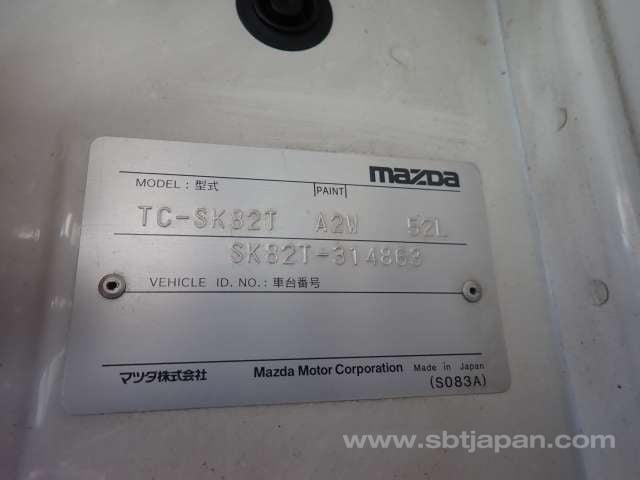 mazda
MODEL : 型式 PAINT
TC-SK82T A2W 52L
SK82T-314863
VEHICLE ID. NO. : 車台番号
マツダ株式会社 Mazda Motor Corporation Made in Japan
(S083A)
www.sbtjapan.com